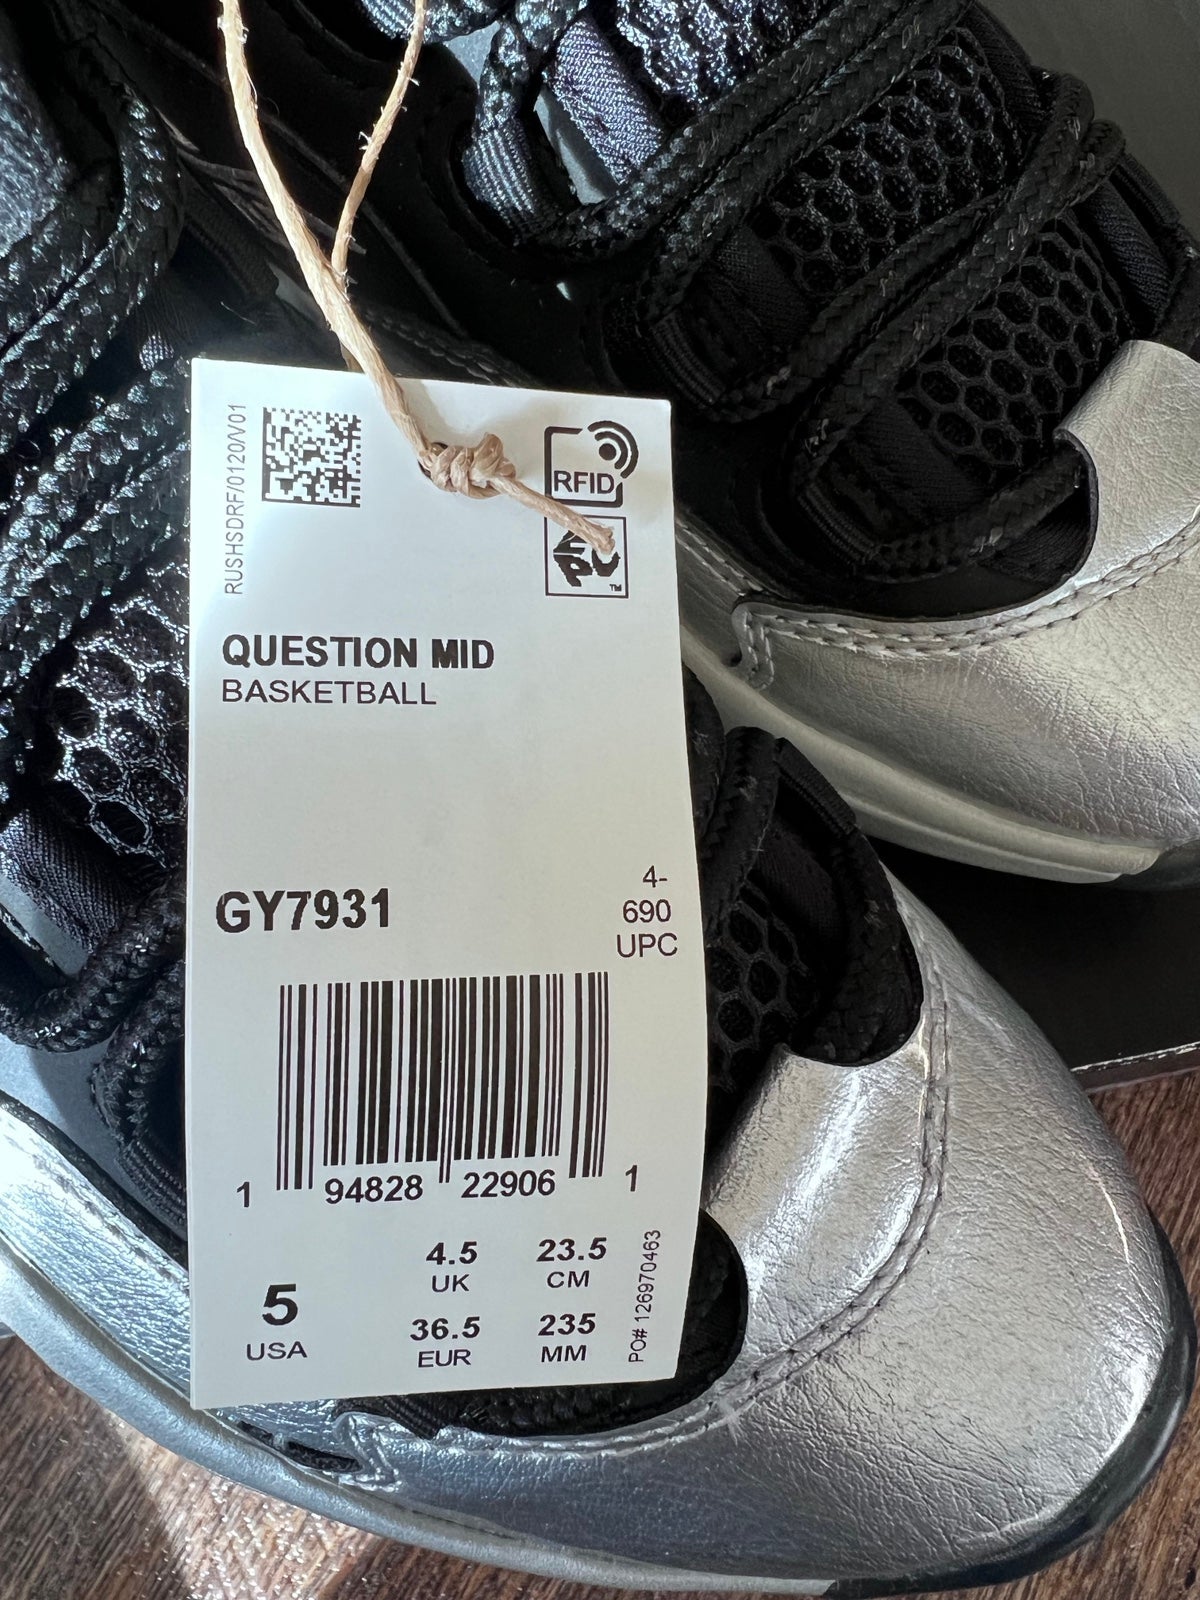 RUSHSDRF/0120/V01
RFID
TM
QUESTION MID
BASKETBALL
GY7931
4-
690
UPC
1 94828 22906 1
5
USA
4.5
UK
23.5
CM
36.5
EUR
235
MM
PO# 126970463